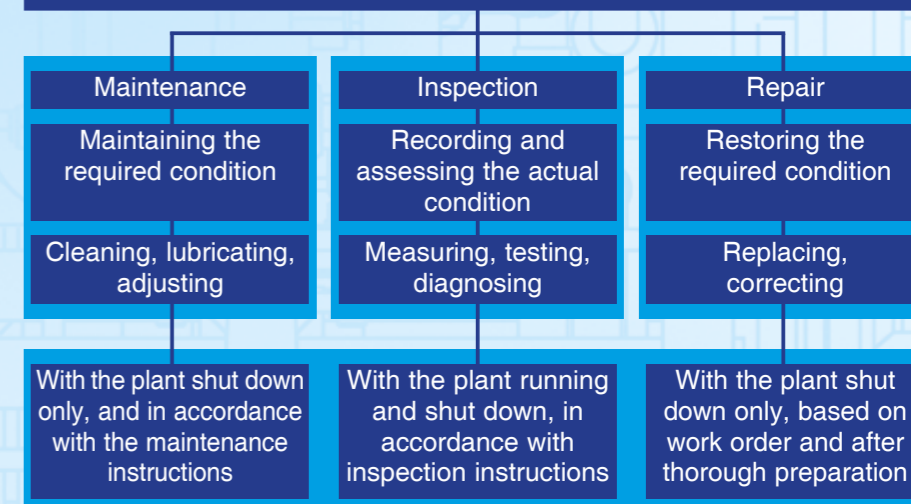 Maintenance
Maintaining the
required condition
Cleaning, lubricating,
adjusting
With the plant shut down
only, and in accordance
with the maintenance
instructions
Inspection
Recording and
assessing the actual
condition
Measuring, testing,
diagnosing
With the plant running
and shut down, in
accordance with
inspection instructions
Repair
Restoring the
required condition
Replacing,
correcting
With the plant shut
down only, based on
work order and after
thorough preparation